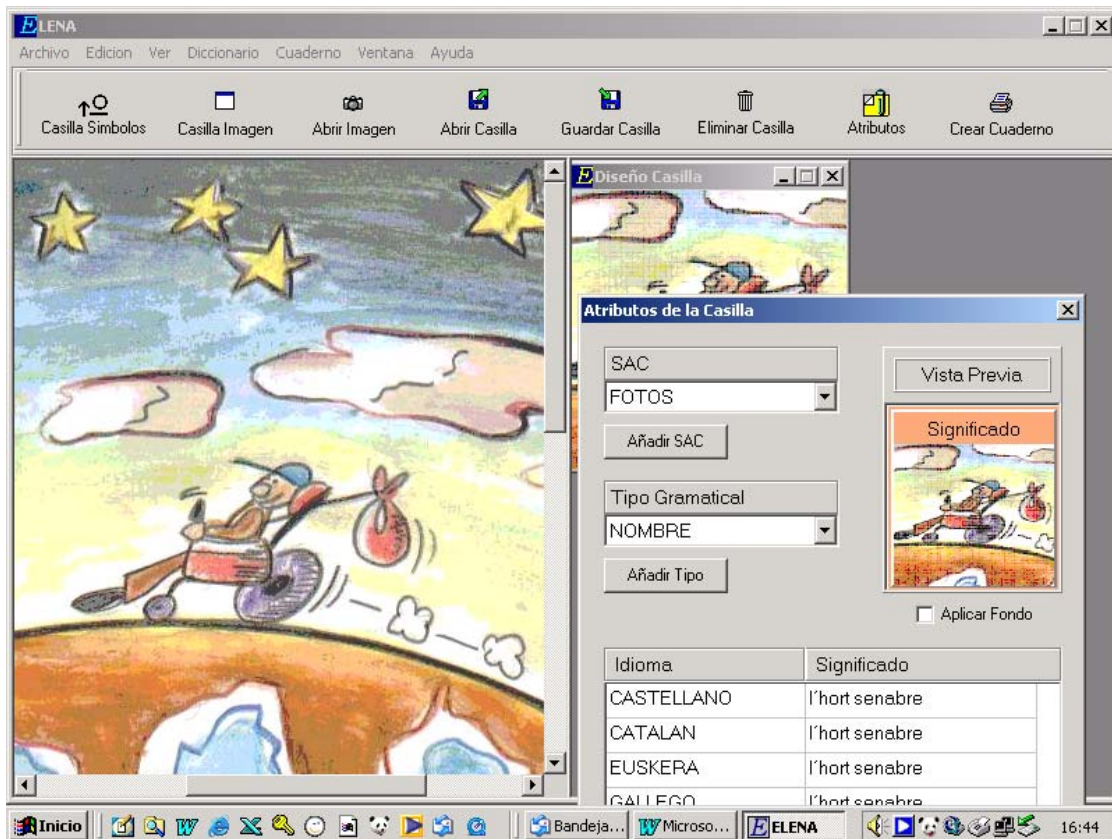 ELENA
Archivo Edicion Ver Diccionario Cuaderno Ventana Ayuda
Casilla Simbolos Casilla Imagen Abrir Imagen Abrir Casilla Guardar Casilla Eliminar Casilla Atributos Crear Cuaderno
Diseño Casilla
Atributos de la Casilla
SAC
FOTOS
Añadir SAC
Tipo Gramatical
NOMBRE
Añadir Tipo
Vista Previa
Significado
Aplicar Fondo
Idioma Significado
CASTELLANO l´hort senabre
CATALAN l´hort senabre
EUSKERA l´hort senabre
GALLEGO l´hort senabre
Inicio Bandeja... Microso... ELENA 16:44